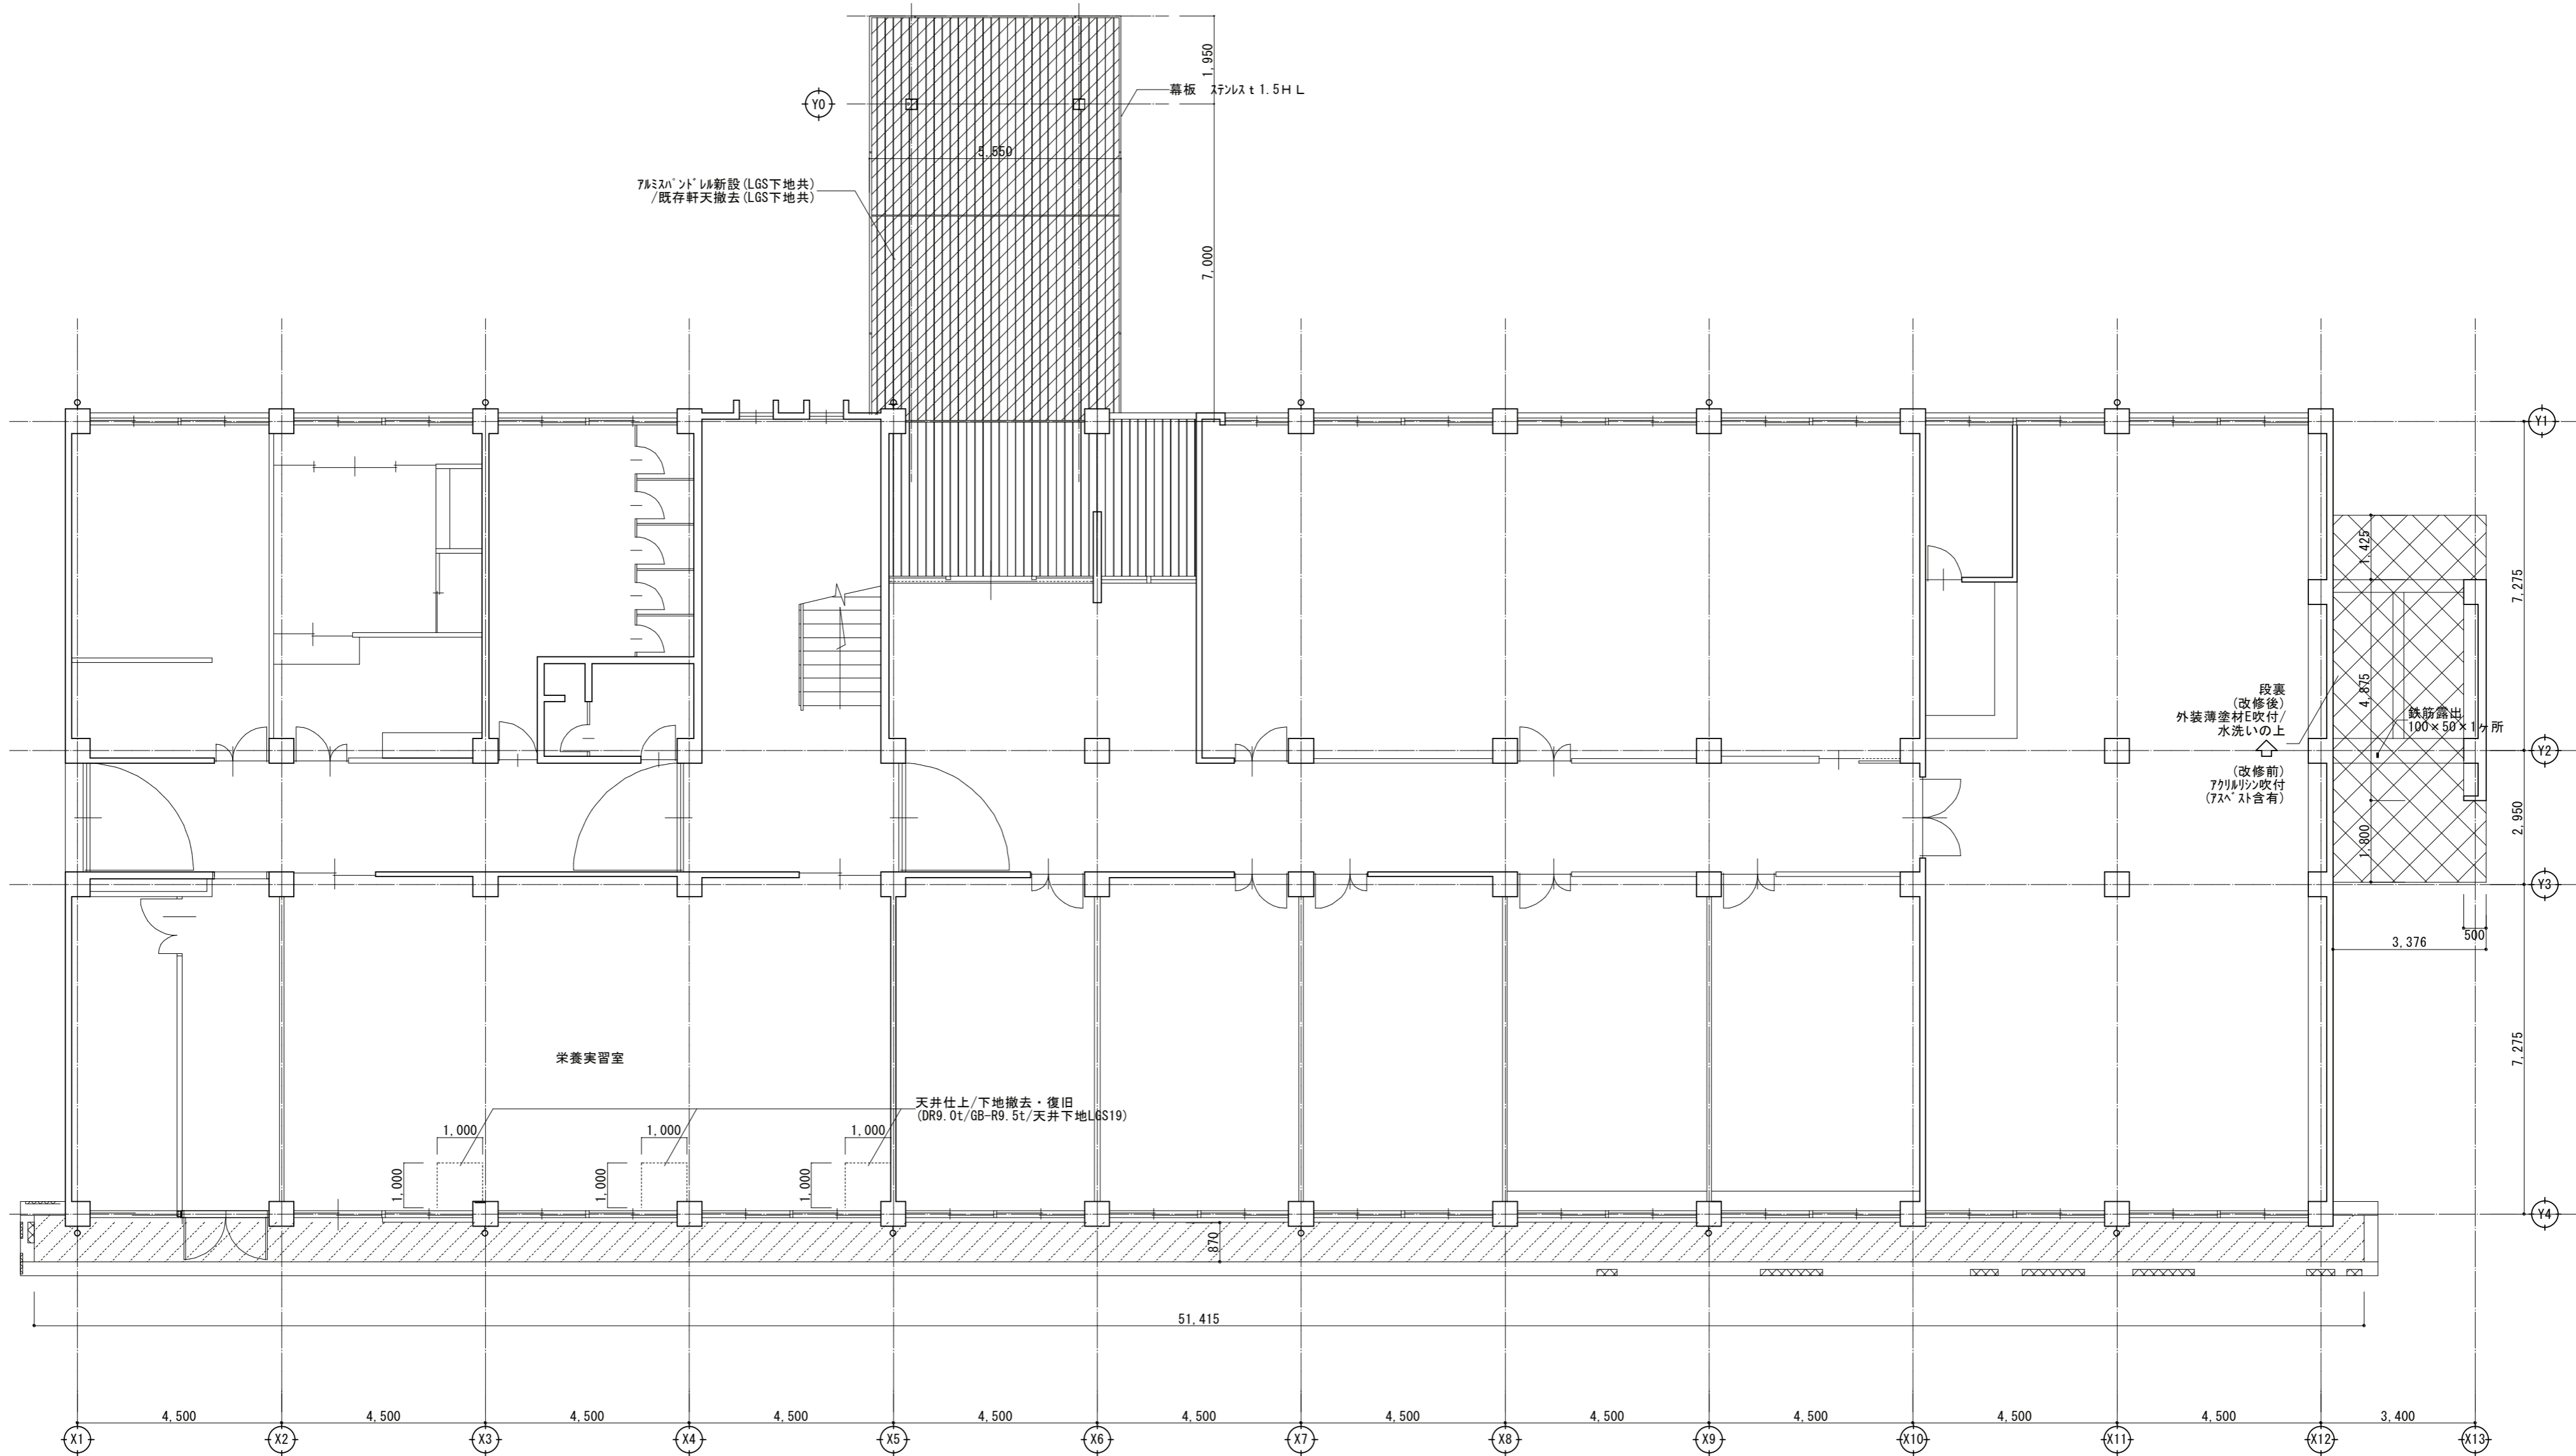 1,950
Y0
幕板 ステンレスｔ1.5ＨＬ
5,550
アルミスパンドレル新設(LGS下地共)
/既存軒天撤去(LGS下地共)
7,000
Y1
1,425
7,275
4,875
段裏
(改修後)
外装薄塗材E吹付/
水洗いの上
鉄筋露出
100×50×1ヶ所
Y2
(改修前)
アクリルリシン吹付
(アスベスト含有)
2,950
1,800
Y3
500
3,376
7,275
栄養実習室
天井仕上/下地撤去・復旧
(DR9.0t/GB-R9.5t/天井下地LGS19)
1,000
1,000
1,000
1,000
1,000
1,000
Y4
870
51,415
4,500
4,500
4,500
4,500
4,500
4,500
4,500
4,500
4,500
4,500
4,500
3,400
X1
X2
X3
X4
X5
X6
X7
X8
X9
X10
X11
X12
X13